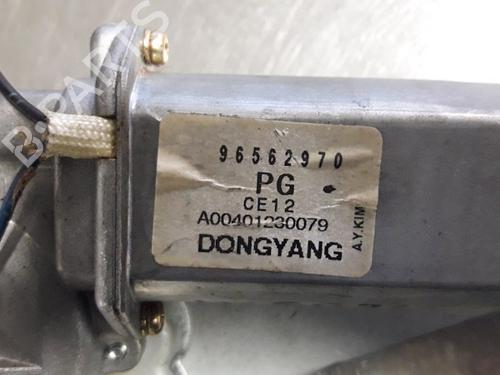 B-PARTS
96562970
PG
CE12
A00401230079
DONGYANG
A.Y.KIM